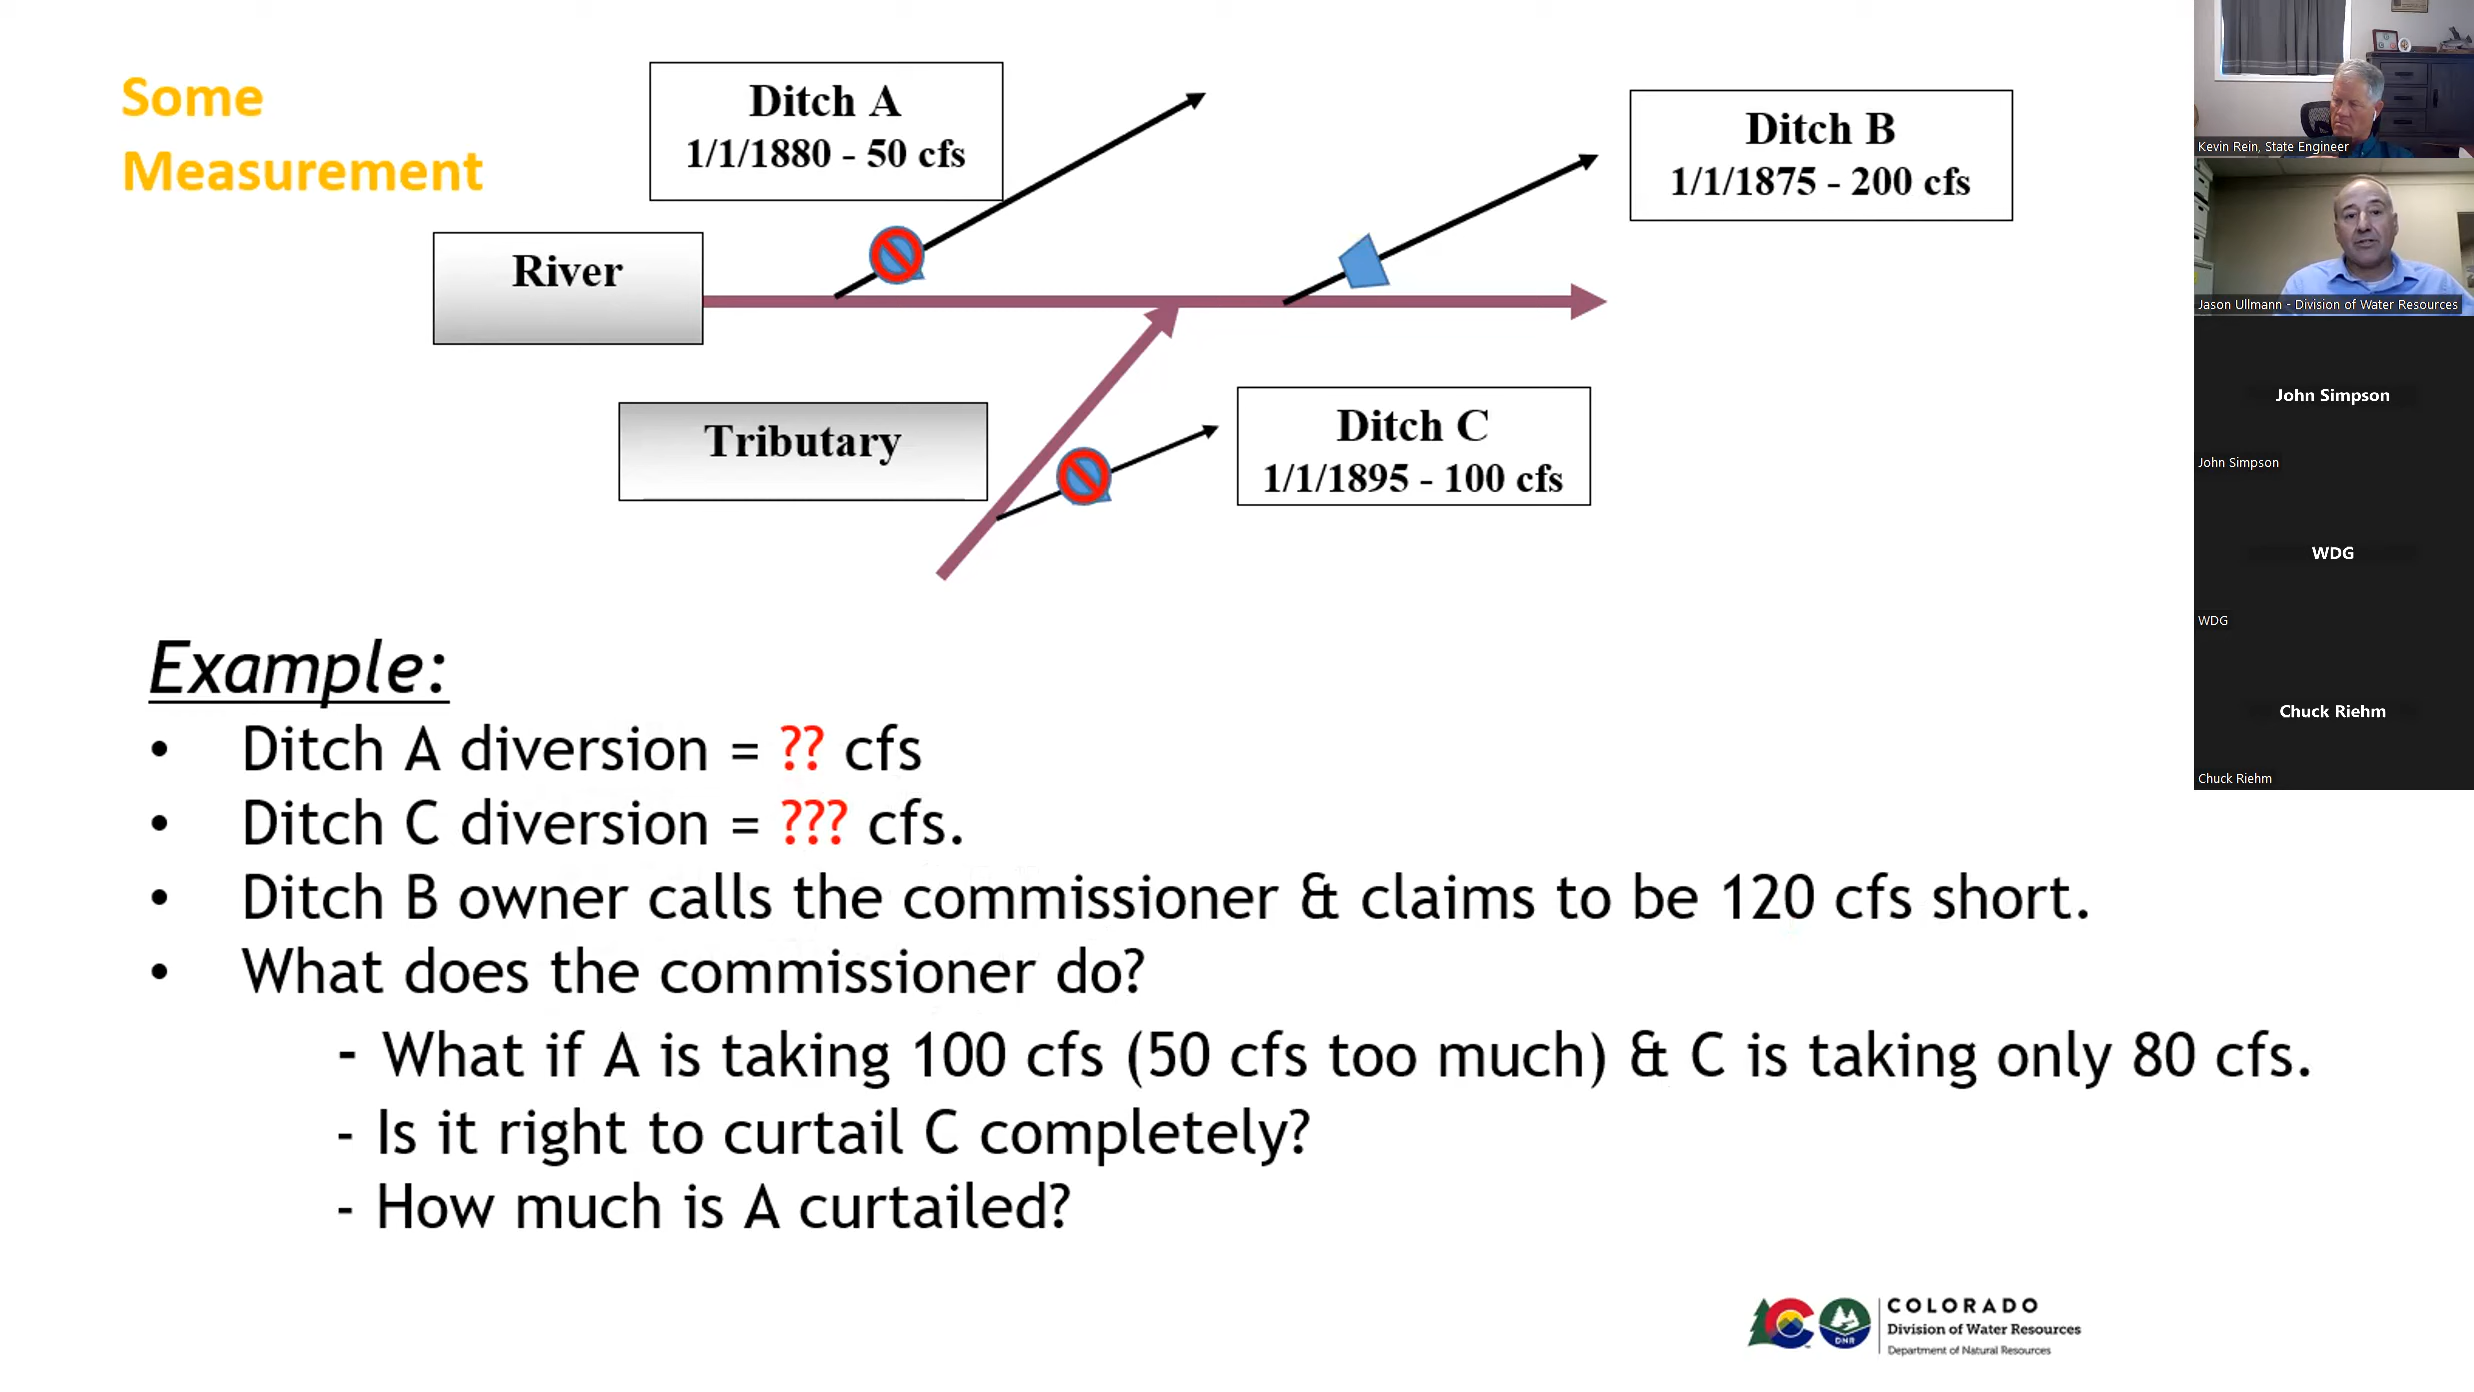 Some
Measurement
Ditch A
1/1/1880 - 50 cfs
Ditch B
1/1/1875 - 200 cfs
River
Tributary
Ditch C
1/1/1895 - 100 cfs
Example:
• Ditch A diversion = ?? cfs
• Ditch C diversion = ??? cfs.
• Ditch B owner calls the commissioner & claims to be 120 cfs short.
• What does the commissioner do?
- What if A is taking 100 cfs (50 cfs too much) & C is taking only 80 cfs.
- Is it right to curtail C completely?
- How much is A curtailed?
COLORADO
Division of Water Resources
Department of Natural Resources
DNR
Kevin Rein, State Engineer
Jason Ullmann - Division of Water Resources
John Simpson
John Simpson
WDG
WDG
Chuck Riehm
Chuck Riehm